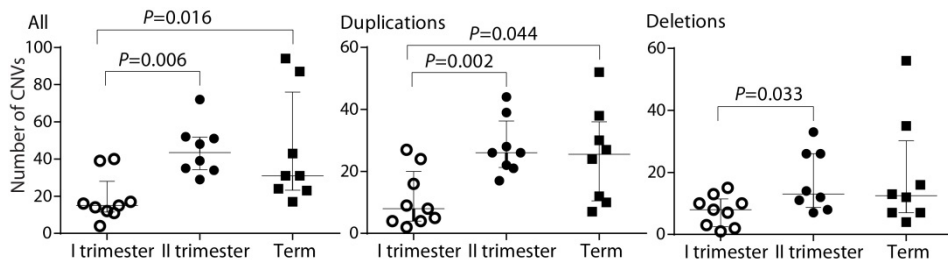 All
Duplications
Deletions
P=0.016
P=0.006
P=0.044
P=0.002
P=0.033
Number of CNVs
100
80
60
40
20
0
60
40
20
0
60
40
20
0
I trimester II trimester Term
I trimester II trimester Term
I trimester II trimester Term